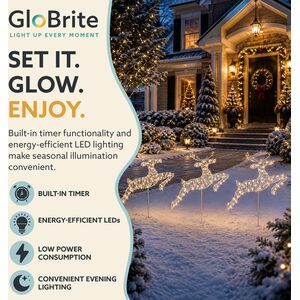 GloBrite
LIGHT UP EVERY MOMENT
SET IT.
GLOW.
ENJOY.
Built-in timer functionality and
energy-efficient LED lighting
make seasonal illumination
convenient.
BUILT-IN TIMER
ENERGY-EFFICIENT LEDs
LOW POWER
CONSUMPTION
CONVENIENT EVENING
LIGHTING